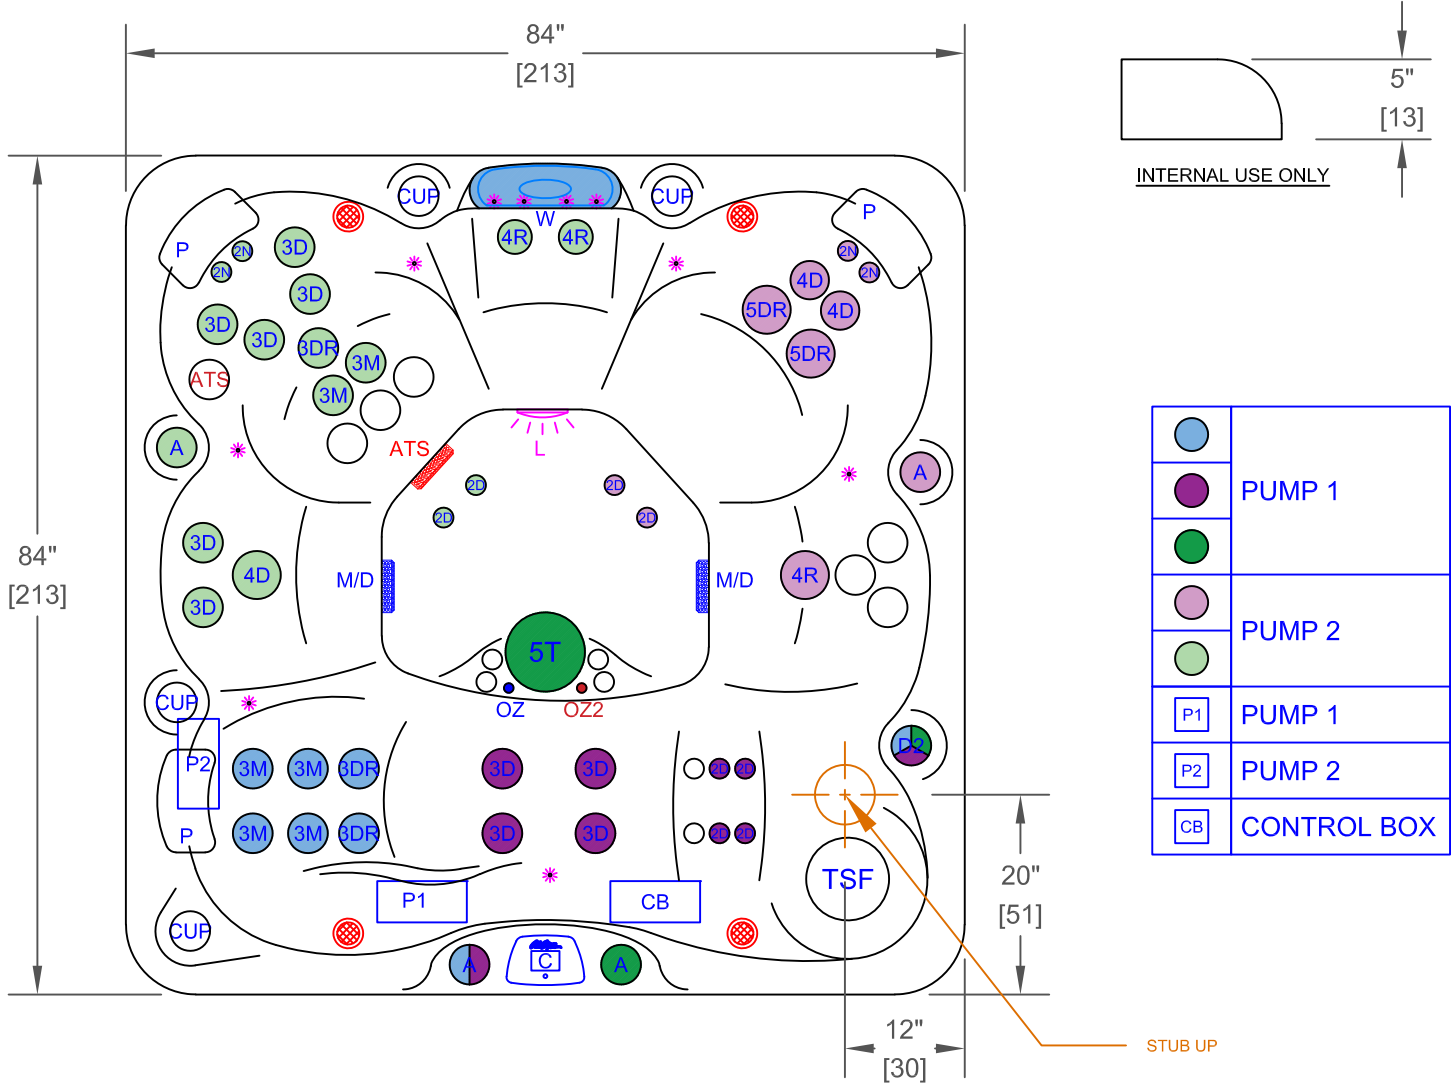 84"
[213]
5"
[13]
INTERNAL USE ONLY
CUP
CUP
W
4R
4R
P
P
2N
2N
3D
3D
3D
3D
3DR
3M
3M
ATS
2N
2N
4D
4D
5DR
5DR
A
A
ATS
L
2D
2D
2D
2D
84"
[213]
3D
3D
4D
M/D
M/D
4R
5T
OZ
OZ2
CUP
P2
P
3M
3M
3DR
3M
3M
3DR
3D
3D
3D
3D
2D
2D
2D
2D
D2
TSF
P1
CB
CUP
A
C
A
20"
[51]
12"
[30]
STUB UP
PUMP 1
PUMP 2
P1
PUMP 1
P2
PUMP 2
CB
CONTROL BOX